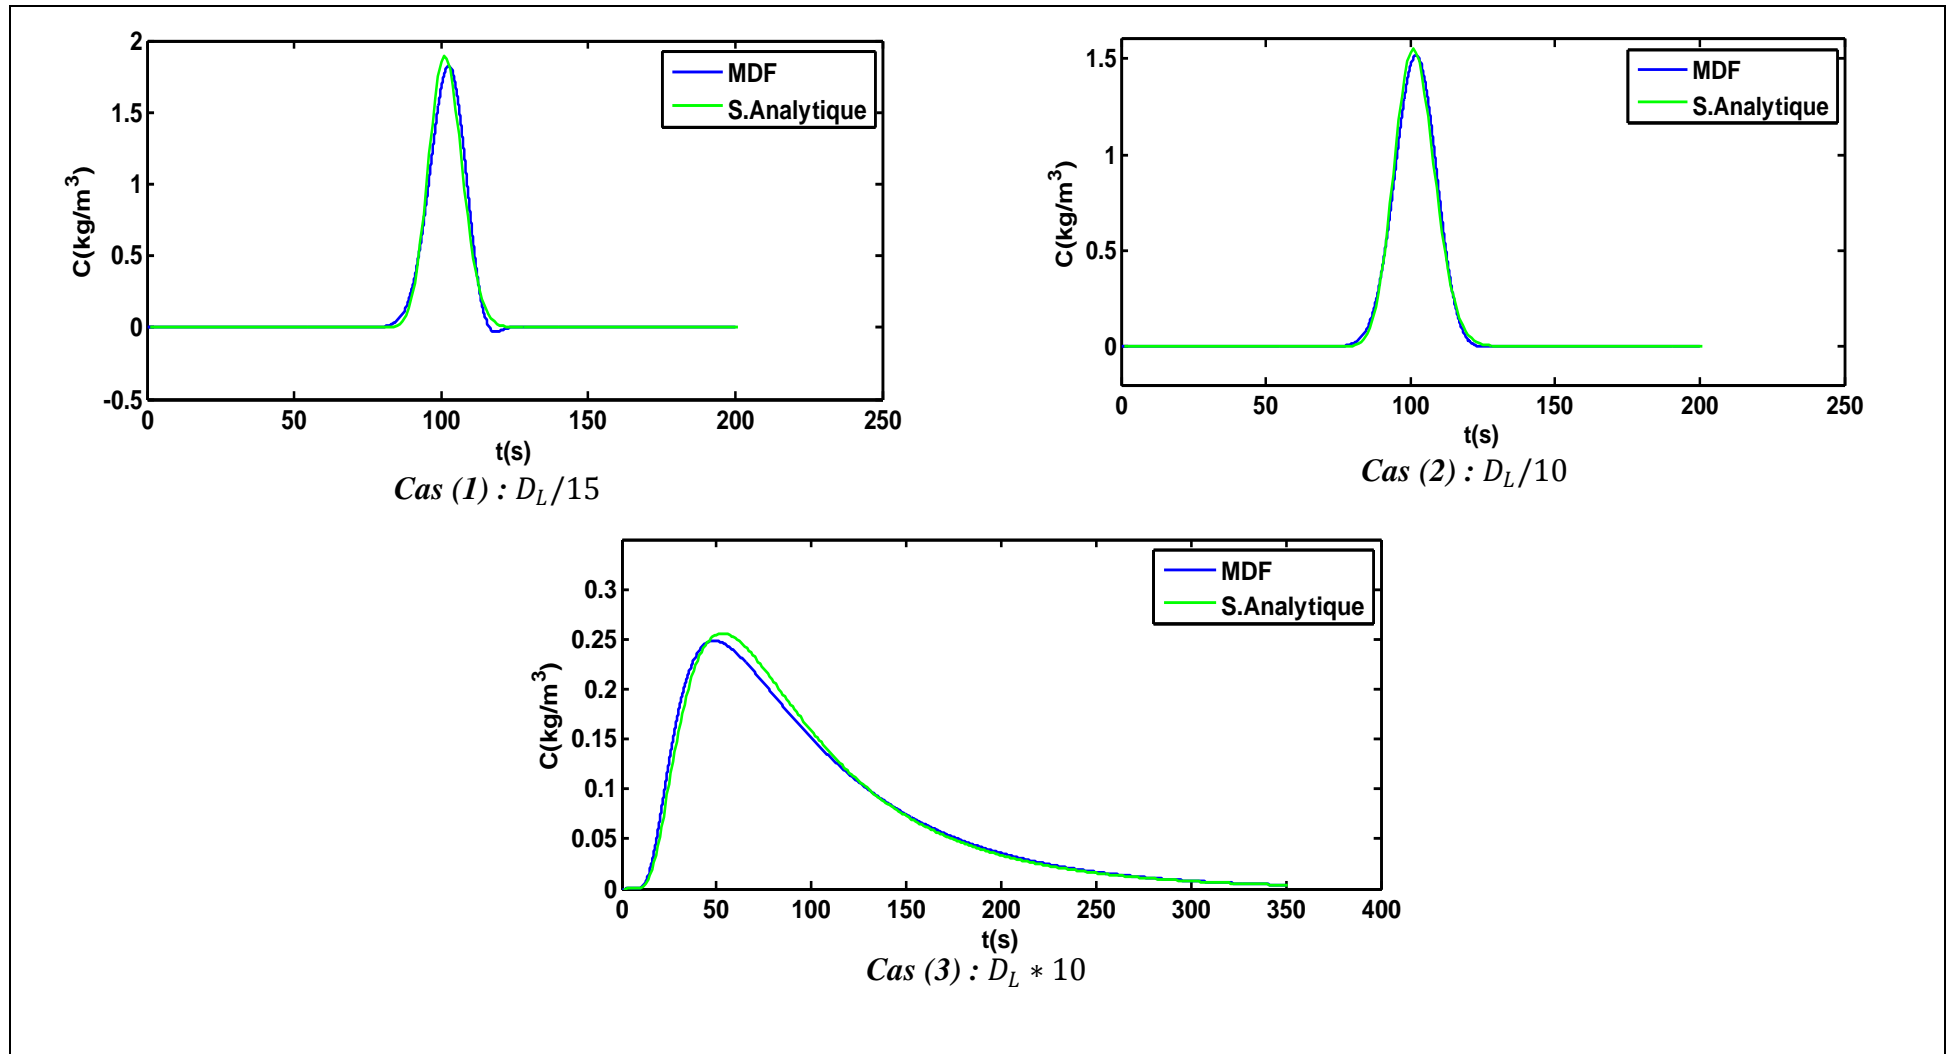 2
1.5
1
0.5
0
-0.5
C(kg/m³)
0 50 100 150 200 250
t(s)
MDF
S.Analytique
Cas (1) : D_L/15
1.5
1
0.5
0
C(kg/m³)
0 50 100 150 200 250
t(s)
MDF
S.Analytique
Cas (2) : D_L/10
0.3
0.25
0.2
0.15
0.1
0.05
0
C(kg/m³)
0 50 100 150 200 250 300 350 400
t(s)
MDF
S.Analytique
Cas (3) : D_L * 10